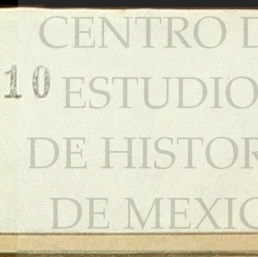 CENTRO D
10
ESTUDIO
DE HISTOR
DE MEXIC